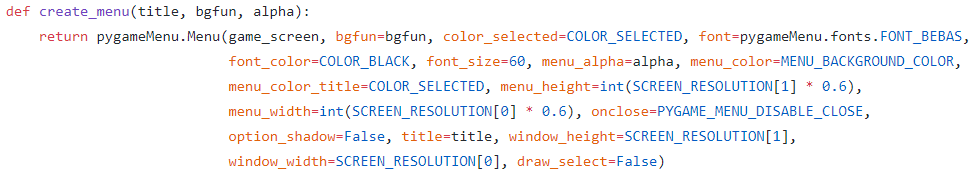 def create_menu(title, bgfun, alpha):
    return pygameMenu.Menu(game_screen, bgfun=bgfun, color_selected=COLOR_SELECTED, font=pygameMenu.fonts.FONT_BEBAS,
                           font_color=COLOR_BLACK, font_size=60, menu_alpha=alpha, menu_color=MENU_BACKGROUND_COLOR,
                           menu_color_title=COLOR_SELECTED, menu_height=int(SCREEN_RESOLUTION[1] * 0.6),
                           menu_width=int(SCREEN_RESOLUTION[0] * 0.6), onclose=PYGAME_MENU_DISABLE_CLOSE,
                           option_shadow=False, title=title, window_height=SCREEN_RESOLUTION[1],
                           window_width=SCREEN_RESOLUTION[0], draw_select=False)